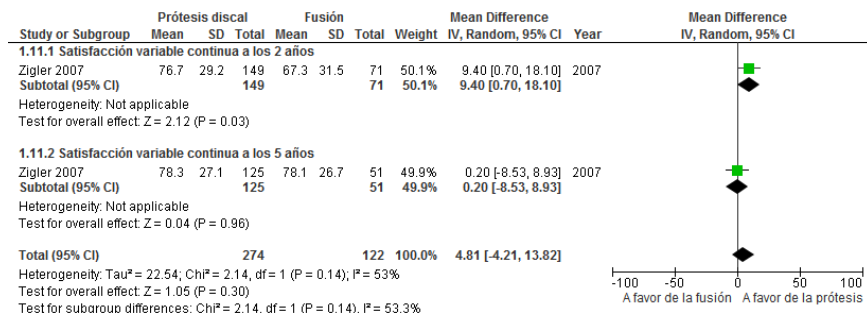 Prótesis discal Fusión Mean Difference Mean Difference
Study or Subgroup Mean SD Total Mean SD Total Weight IV, Random, 95% CI Year IV, Random, 95% CI
1.11.1 Satisfacción variable continua a los 2 años
Zigler 2007 76.7 29.2 149 67.3 31.5 71 50.1% 9.40 [0.70, 18.10] 2007
Subtotal (95% CI) 149 71 50.1% 9.40 [0.70, 18.10]
Heterogeneity: Not applicable
Test for overall effect: Z = 2.12 (P = 0.03)
1.11.2 Satisfacción variable continua a los 5 años
Zigler 2007 78.3 27.1 125 78.1 26.7 51 49.9% 0.20 [-8.53, 8.93] 2007
Subtotal (95% CI) 125 51 49.9% 0.20 [-8.53, 8.93]
Heterogeneity: Not applicable
Test for overall effect: Z = 0.04 (P = 0.96)
Total (95% CI) 274 122 100.0% 4.81 [-4.21, 13.82]
Heterogeneity: Tau² = 22.54; Chi² = 2.14, df = 1 (P = 0.14); I² = 53%
Test for overall effect: Z = 1.05 (P = 0.30)
Test for subgroup differences: Chi² = 2.14, df = 1 (P = 0.14), I² = 53.3%
-100 -50 0 50 100
A favor de la fusión A favor de la prótesis